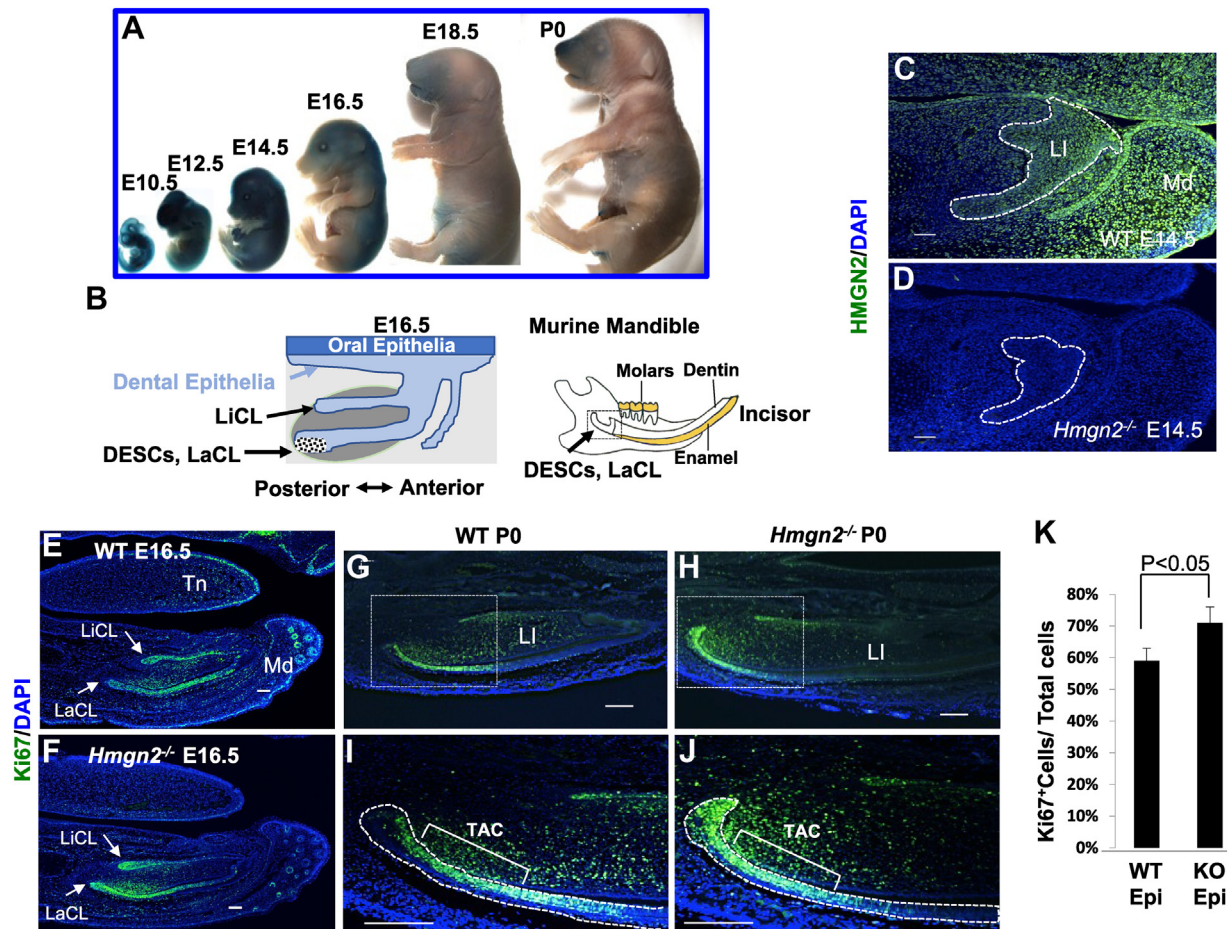 A
E10.5
E12.5
E14.5
E16.5
E18.5
P0
B
E16.5
Oral Epithelia
Dental Epithelia
LiCL
DESCs, LaCL
Posterior ↔ Anterior
Murine Mandible
Molars
Dentin
Incisor
Enamel
DESCs, LaCL
HMGN2/DAPI
C
LI
Md
WT E14.5
D
Hmgn2-/- E14.5
Ki67/DAPI
E
WT E16.5
Tn
LiCL
Md
LaCL
F
Hmgn2-/- E16.5
LiCL
LaCL
WT P0
G
LI
Hmgn2-/- P0
H
LI
I
TAC
J
TAC
K
P<0.05
Ki67+Cells/ Total cells
80%
70%
60%
50%
40%
30%
20%
10%
0%
WT
Epi
KO
Epi